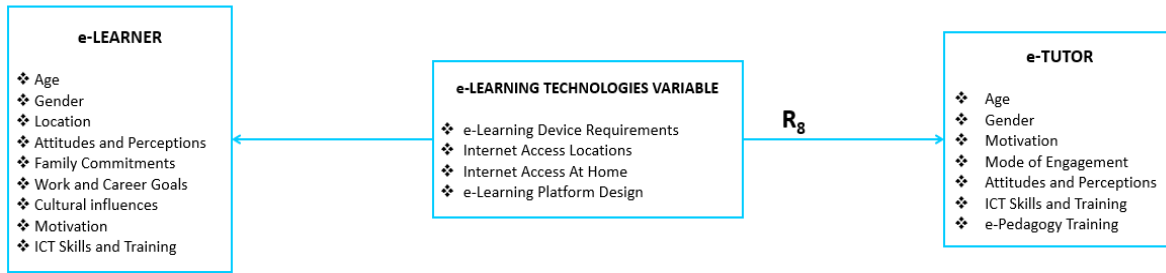 e-LEARNER
❖ Age
❖ Gender
❖ Location
❖ Attitudes and Perceptions
❖ Family Commitments
❖ Work and Career Goals
❖ Cultural influences
❖ Motivation
❖ ICT Skills and Training
e-LEARNING TECHNOLOGIES VARIABLE
❖ e-Learning Device Requirements
❖ Internet Access Locations
❖ Internet Access At Home
❖ e-Learning Platform Design
R₈
e-TUTOR
❖ Age
❖ Gender
❖ Motivation
❖ Mode of Engagement
❖ Attitudes and Perceptions
❖ ICT Skills and Training
❖ e-Pedagogy Training